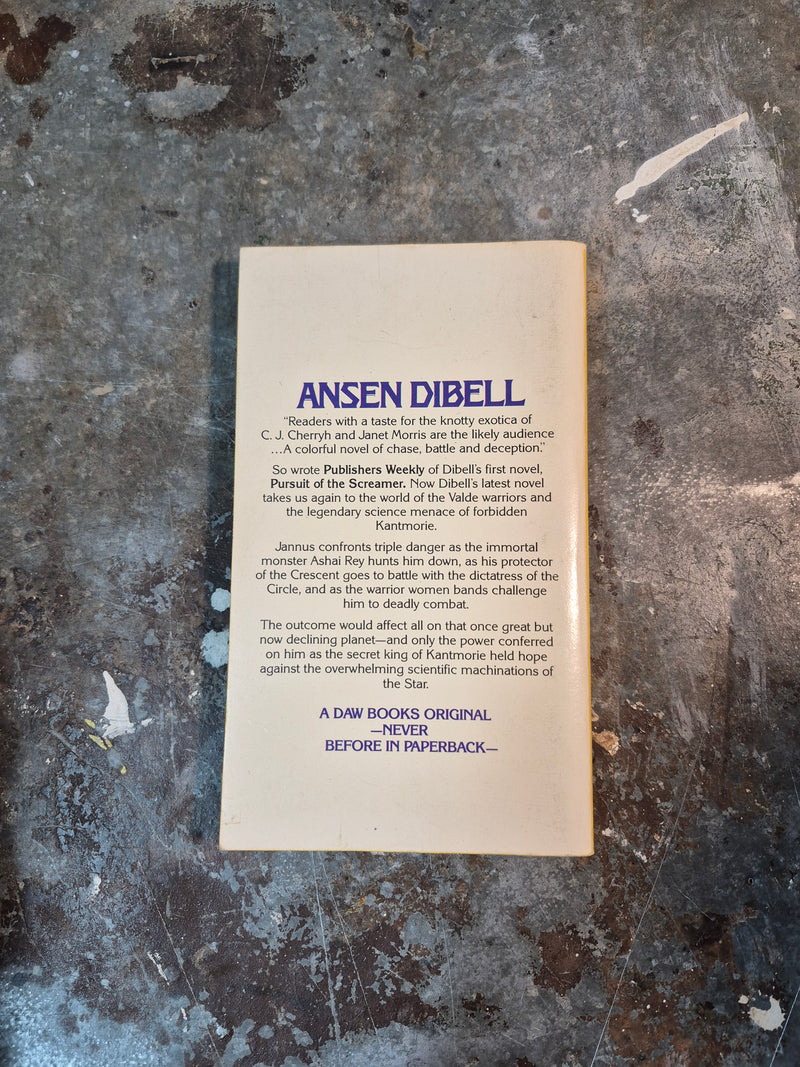 ANSEN DIBELL
“Readers with a taste for the knotty exotica of
C. J. Cherryh and Janet Morris are the likely audience
...A colorful novel of chase, battle and deception.”
So wrote Publishers Weekly of Dibell's first novel,
Pursuit of the Screamer. Now Dibell's latest novel
takes us again to the world of the Valde warriors and
the legendary science menace of forbidden
Kantmorie.
Jannus confronts triple danger as the immortal
monster Ashai Rey hunts him down, as his protector
of the Crescent goes to battle with the dictatress of the
Circle, and as the warrior women bands challenge
him to deadly combat.
The outcome would affect all on that once great but
now declining planet—and only the power conferred
on him as the secret king of Kantmorie held hope
against the overwhelming scientific machinations of
the Star.
A DAW BOOKS ORIGINAL
—NEVER
BEFORE IN PAPERBACK—